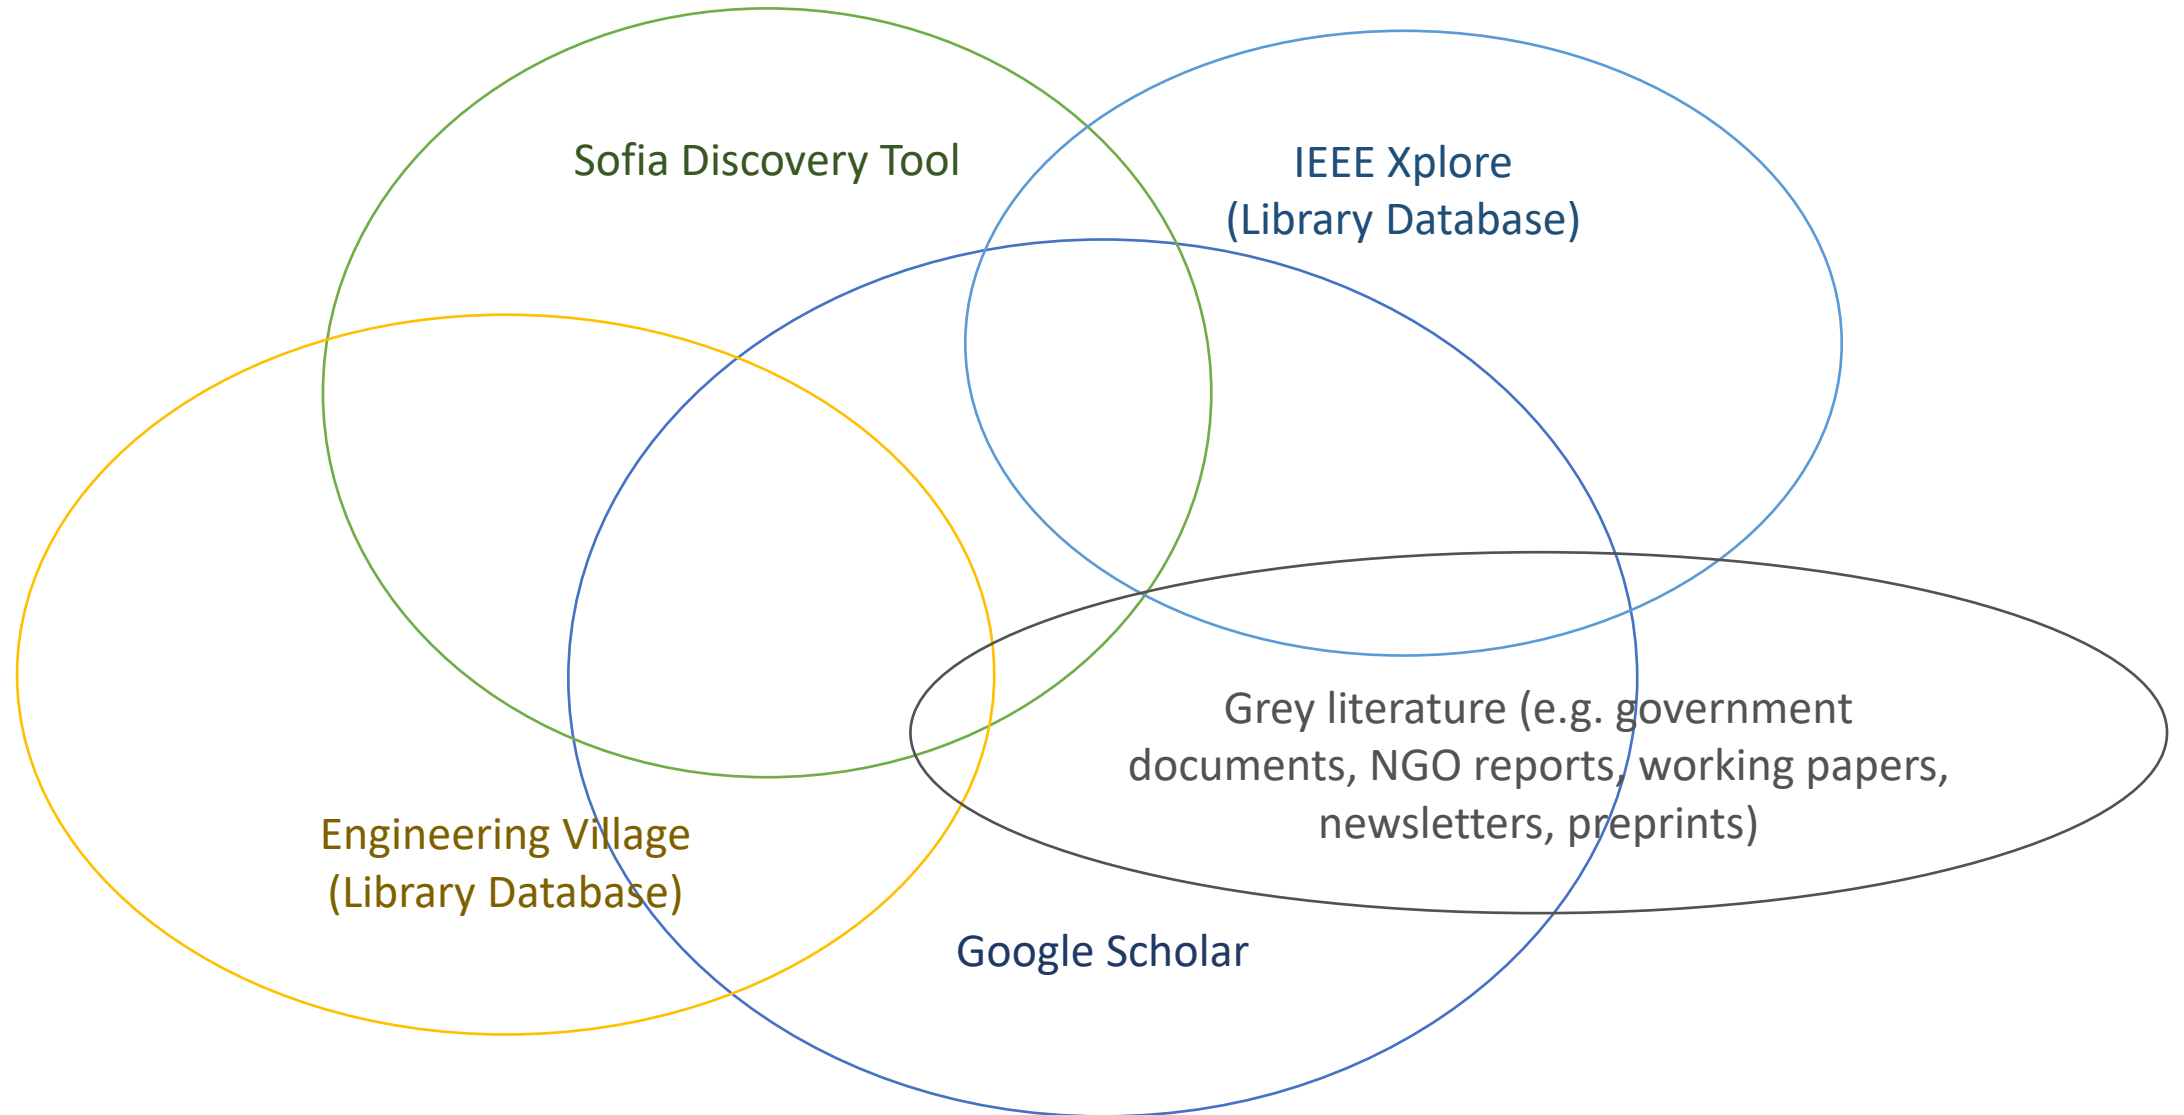 Sofia Discovery Tool
IEEE Xplore
(Library Database)
Grey literature (e.g. government
documents, NGO reports, working papers,
newsletters, preprints)
Engineering Village
(Library Database)
Google Scholar